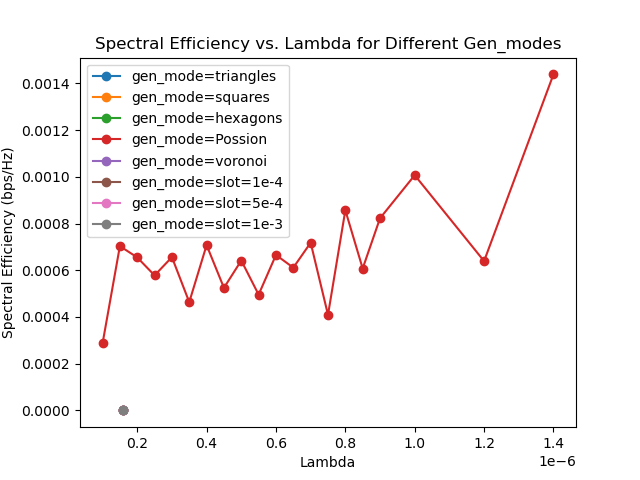 Spectral Efficiency vs. Lambda for Different Gen_modes
Spectral Efficiency (bps/Hz)
0.0014
0.0012
0.0010
0.0008
0.0006
0.0004
0.0002
0.0000
gen_mode=triangles
gen_mode=squares
gen_mode=hexagons
gen_mode=Possion
gen_mode=voronoi
gen_mode=slot=1e-4
gen_mode=slot=5e-4
gen_mode=slot=1e-3
0.2 0.4 0.6 0.8 1.0 1.2 1.4
1e−6
Lambda